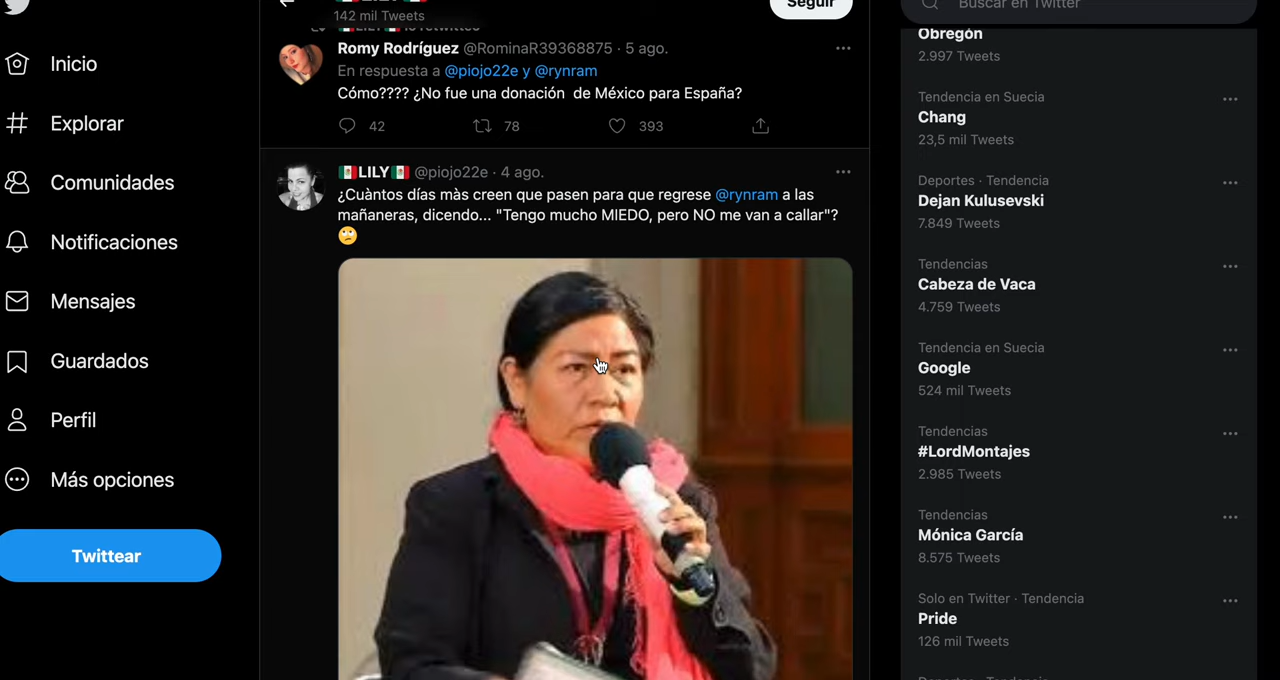 Inicio
Explorar
Comunidades
Notificaciones
Mensajes
Guardados
Perfil
Más opciones
Twittear
142 mil Tweets
Seguir
Romy Rodríguez @RominaR39368875 · 5 ago.
En respuesta a @piojo22e y @rynram
Cómo???? ¿No fue una donación de México para España?
42 78 393
🇲🇽LILY🇲🇽 @piojo22e · 4 ago.
¿Cuàntos días màs creen que pasen para que regrese @rynram a las
mañaneras, dicendo... "Tengo mucho MIEDO, pero NO me van a callar"?
🙄
Buscar en Twitter
Obregón
2.997 Tweets
Tendencia en Suecia
Chang
23,5 mil Tweets
Deportes · Tendencia
Dejan Kulusevski
7.849 Tweets
Tendencias
Cabeza de Vaca
4.759 Tweets
Tendencia en Suecia
Google
524 mil Tweets
Tendencias
#LordMontajes
2.985 Tweets
Tendencias
Mónica García
8.575 Tweets
Solo en Twitter · Tendencia
Pride
126 mil Tweets